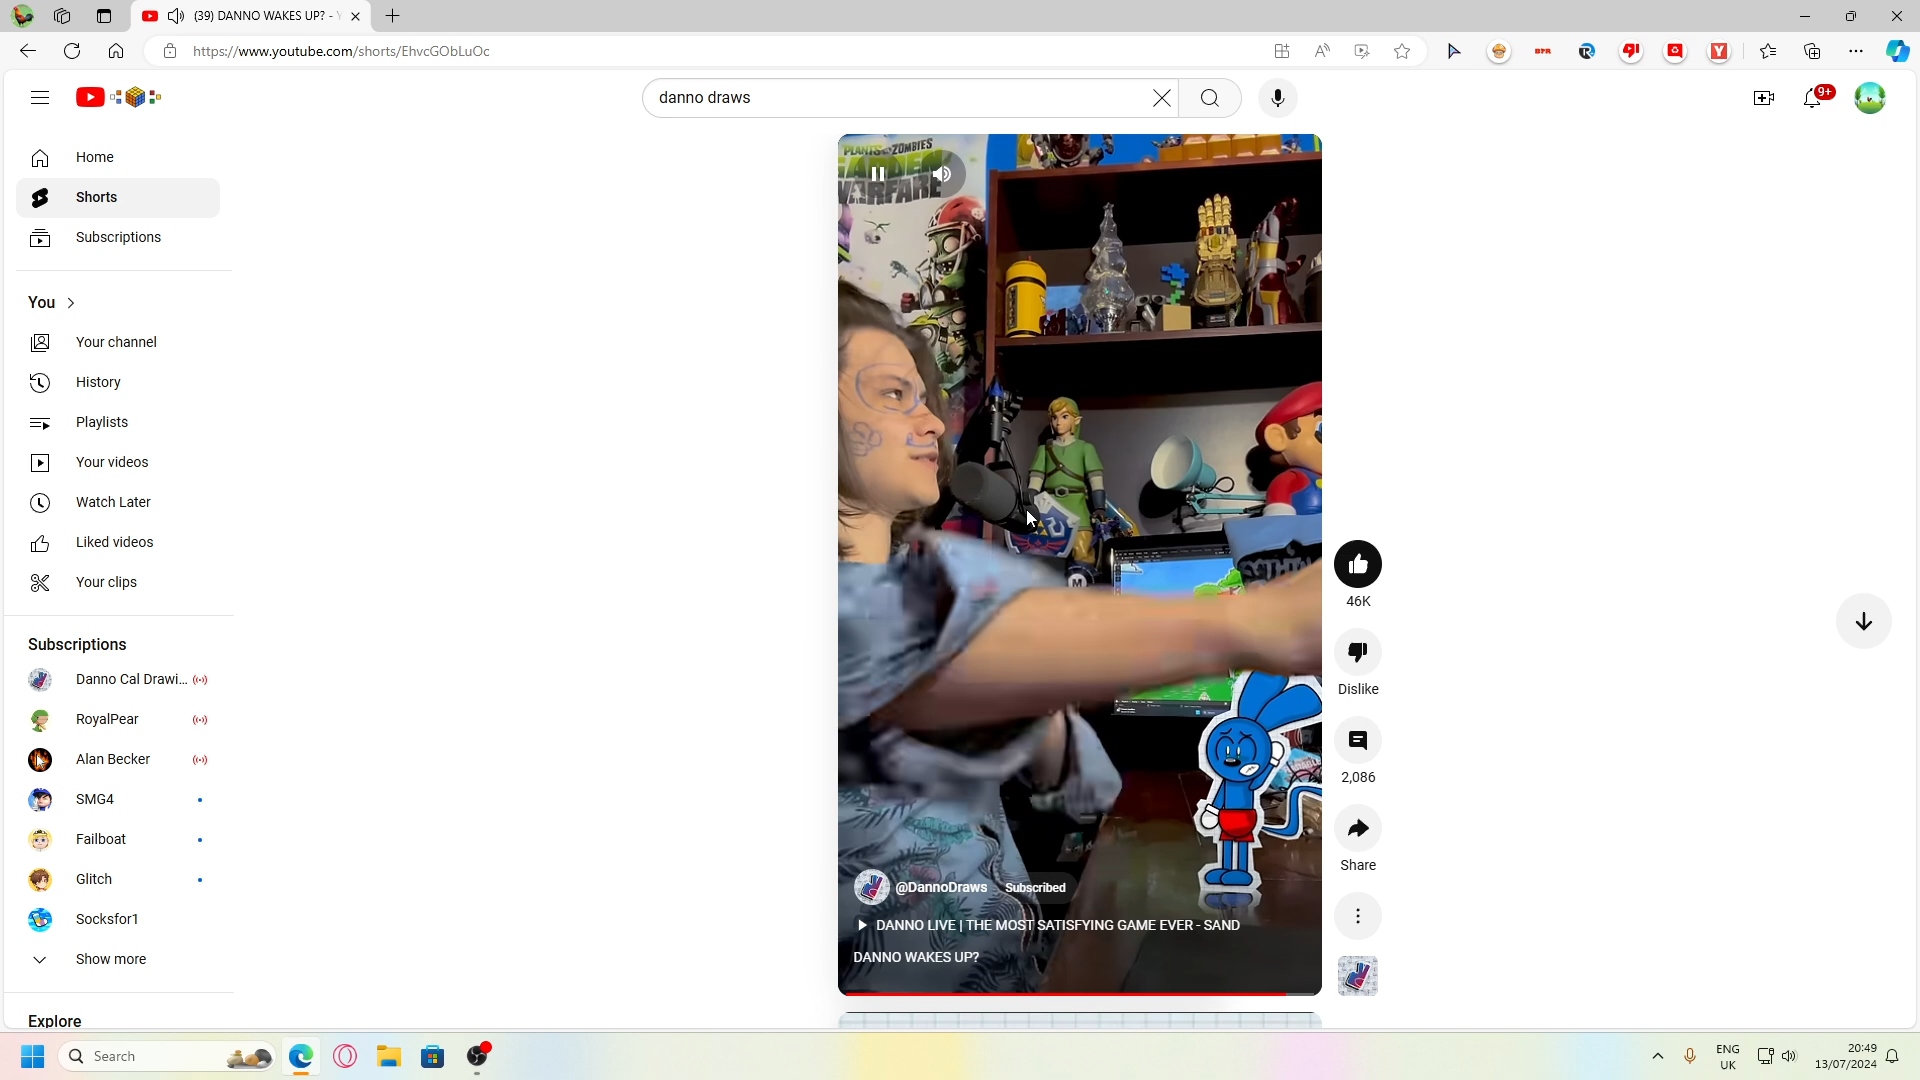 (39) DANNO WAKES UP? - Y
https://www.youtube.com/shorts/EhvcGObLuOc
danno draws
9+
Home
Shorts
Subscriptions
You
Your channel
History
Playlists
Your videos
Watch Later
Liked videos
Your clips
Subscriptions
Danno Cal Drawi...
RoyalPear
Alan Becker
SMG4
Failboat
Glitch
Socksfor1
Show more
Explore
PLANTS ZOMBIES
GARDEN
WARFARE
M
46K
Dislike
2,086
Share
@DannoDraws Subscribed
DANNO LIVE | THE MOST SATISFYING GAME EVER - SAND
DANNO WAKES UP?
Search
ENG
UK
20:49
13/07/2024